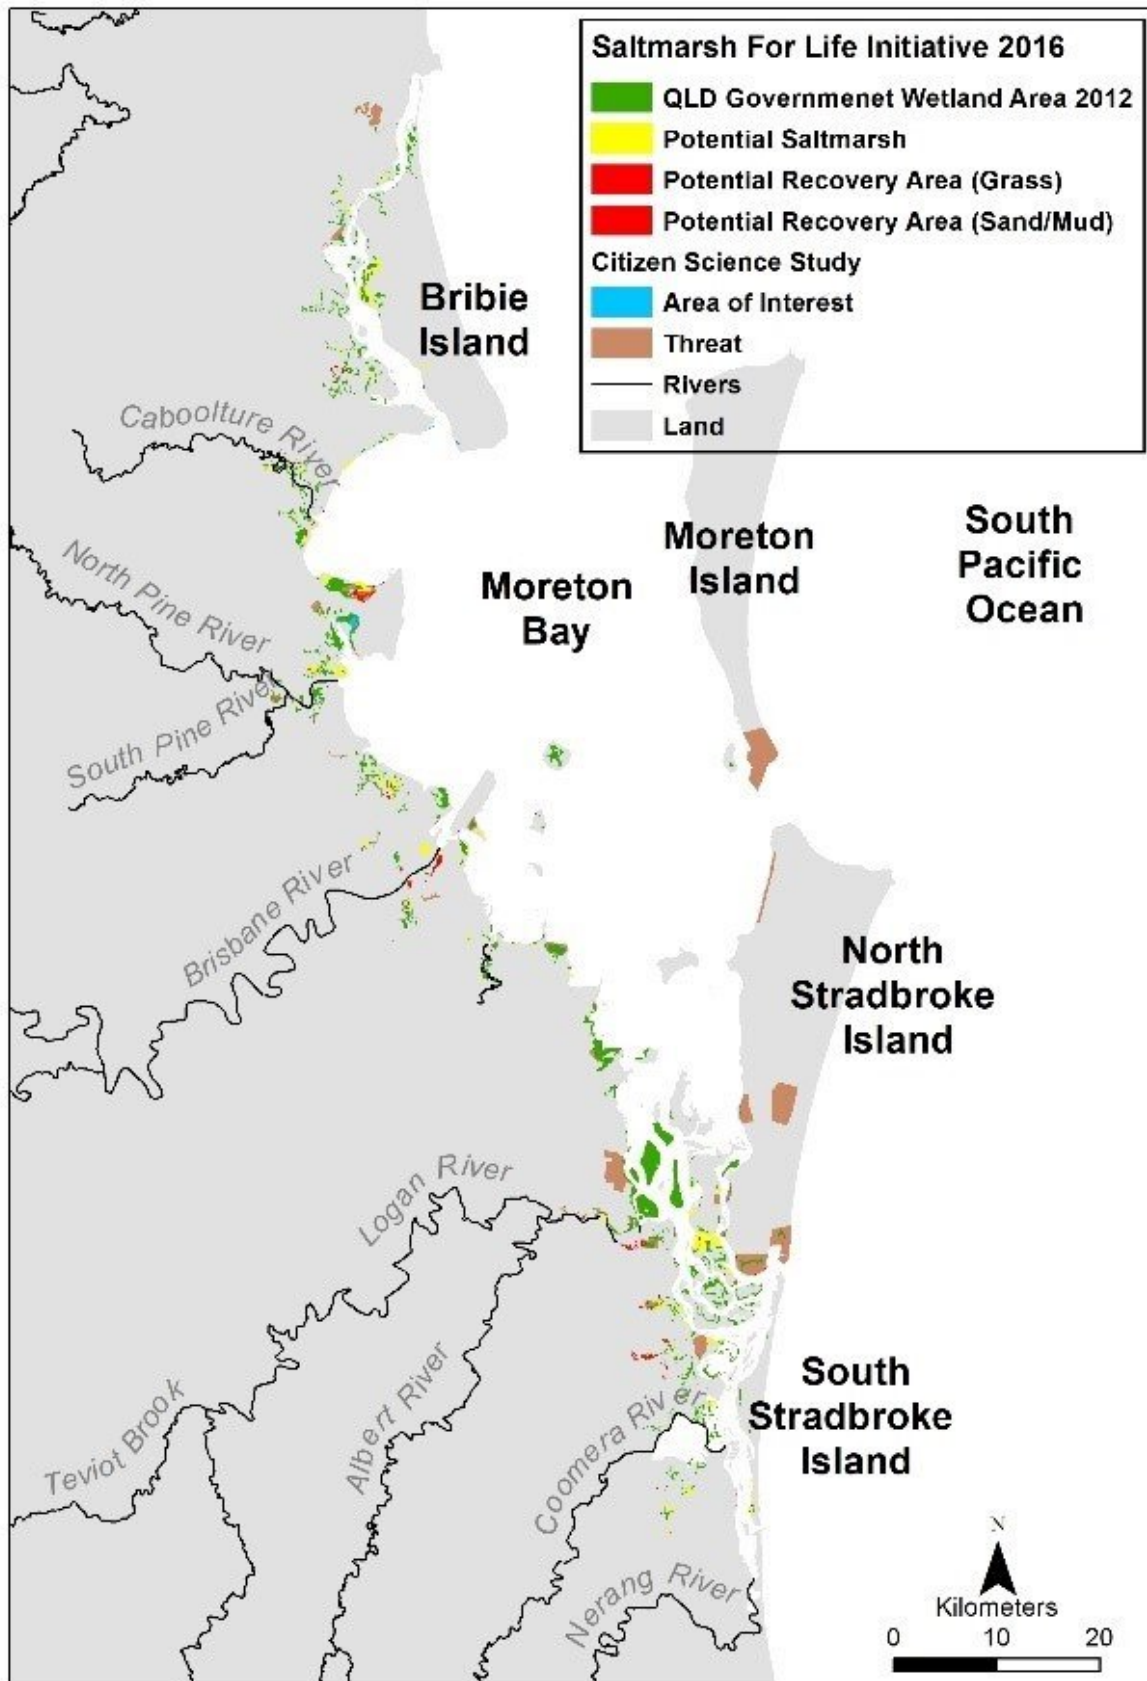 Saltmarsh For Life Initiative 2016
QLD Governmenet Wetland Area 2012
Potential Saltmarsh
Potential Recovery Area (Grass)
Potential Recovery Area (Sand/Mud)
Citizen Science Study
Area of Interest
Threat
Rivers
Land
Bribie
Island
Caboolture River
North Pine River
South Pine River
Moreton
Bay
Moreton
Island
South
Pacific
Ocean
Brisbane River
North
Stradbroke
Island
Logan River
Teviot Brook
Albert River
Coomera River
South
Stradbroke
Island
Nerang River
N
Kilometers
0 10 20